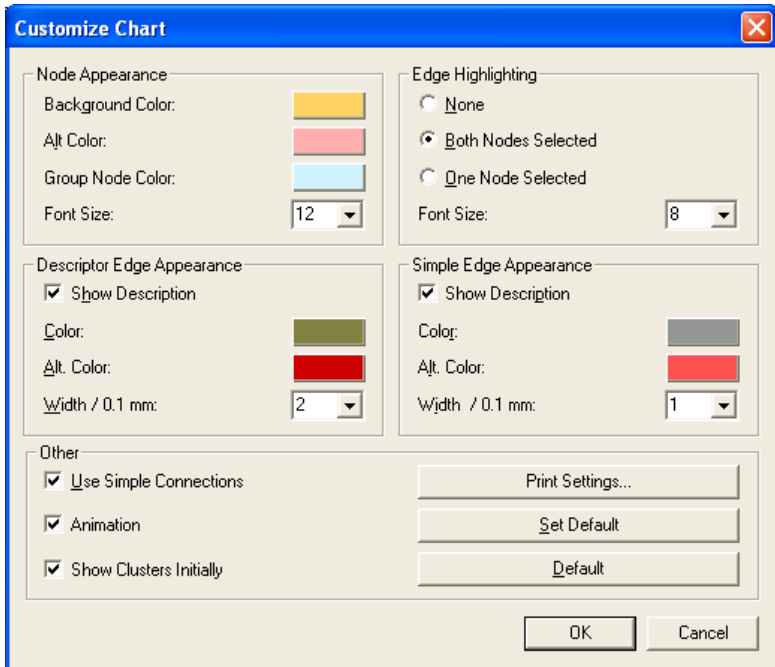 Customize Chart
Node Appearance
Background Color:
Alt Color:
Group Node Color:
Font Size: 12
Edge Highlighting
None
Both Nodes Selected
One Node Selected
Font Size: 8
Descriptor Edge Appearance
Show Description
Color:
Alt. Color:
Width / 0.1 mm: 2
Simple Edge Appearance
Show Description
Color:
Alt. Color:
Width / 0.1 mm: 1
Other
Use Simple Connections
Animation
Show Clusters Initially
Print Settings...
Set Default
Default
OK
Cancel